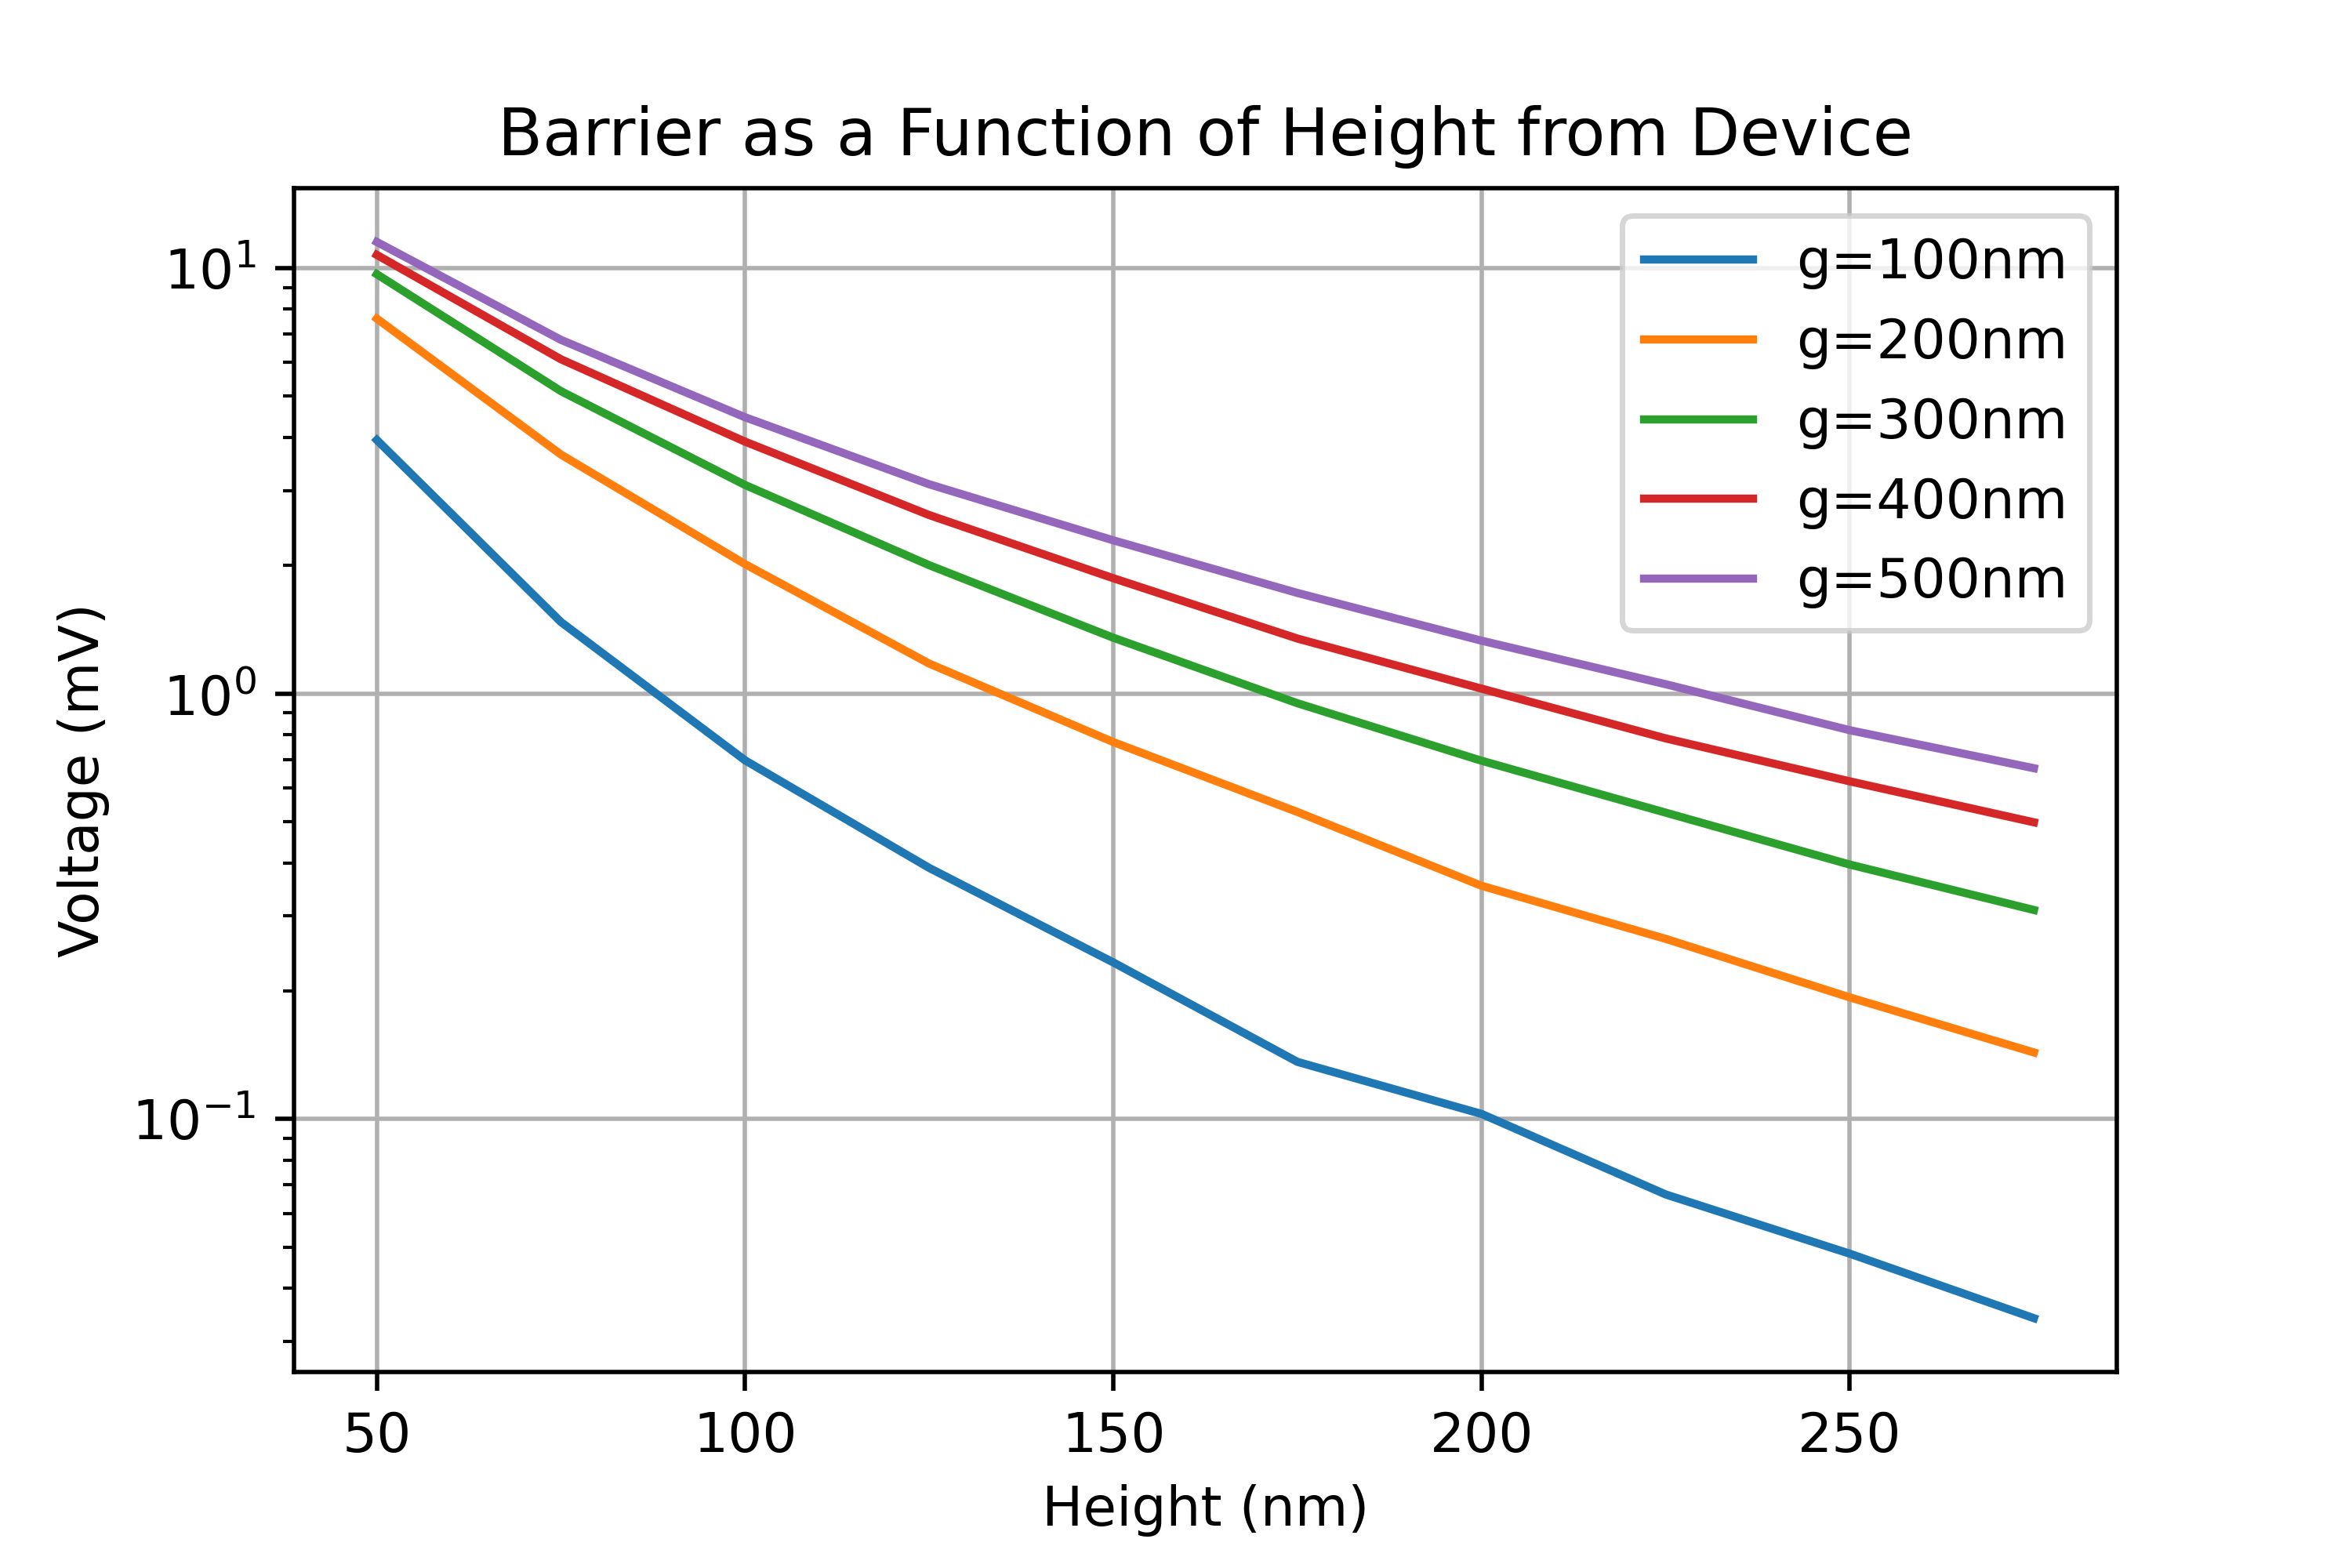 Barrier as a Function of Height from Device
10¹
10⁰
10⁻¹
Voltage (mV)
g=100nm
g=200nm
g=300nm
g=400nm
g=500nm
50 100 150 200 250
Height (nm)